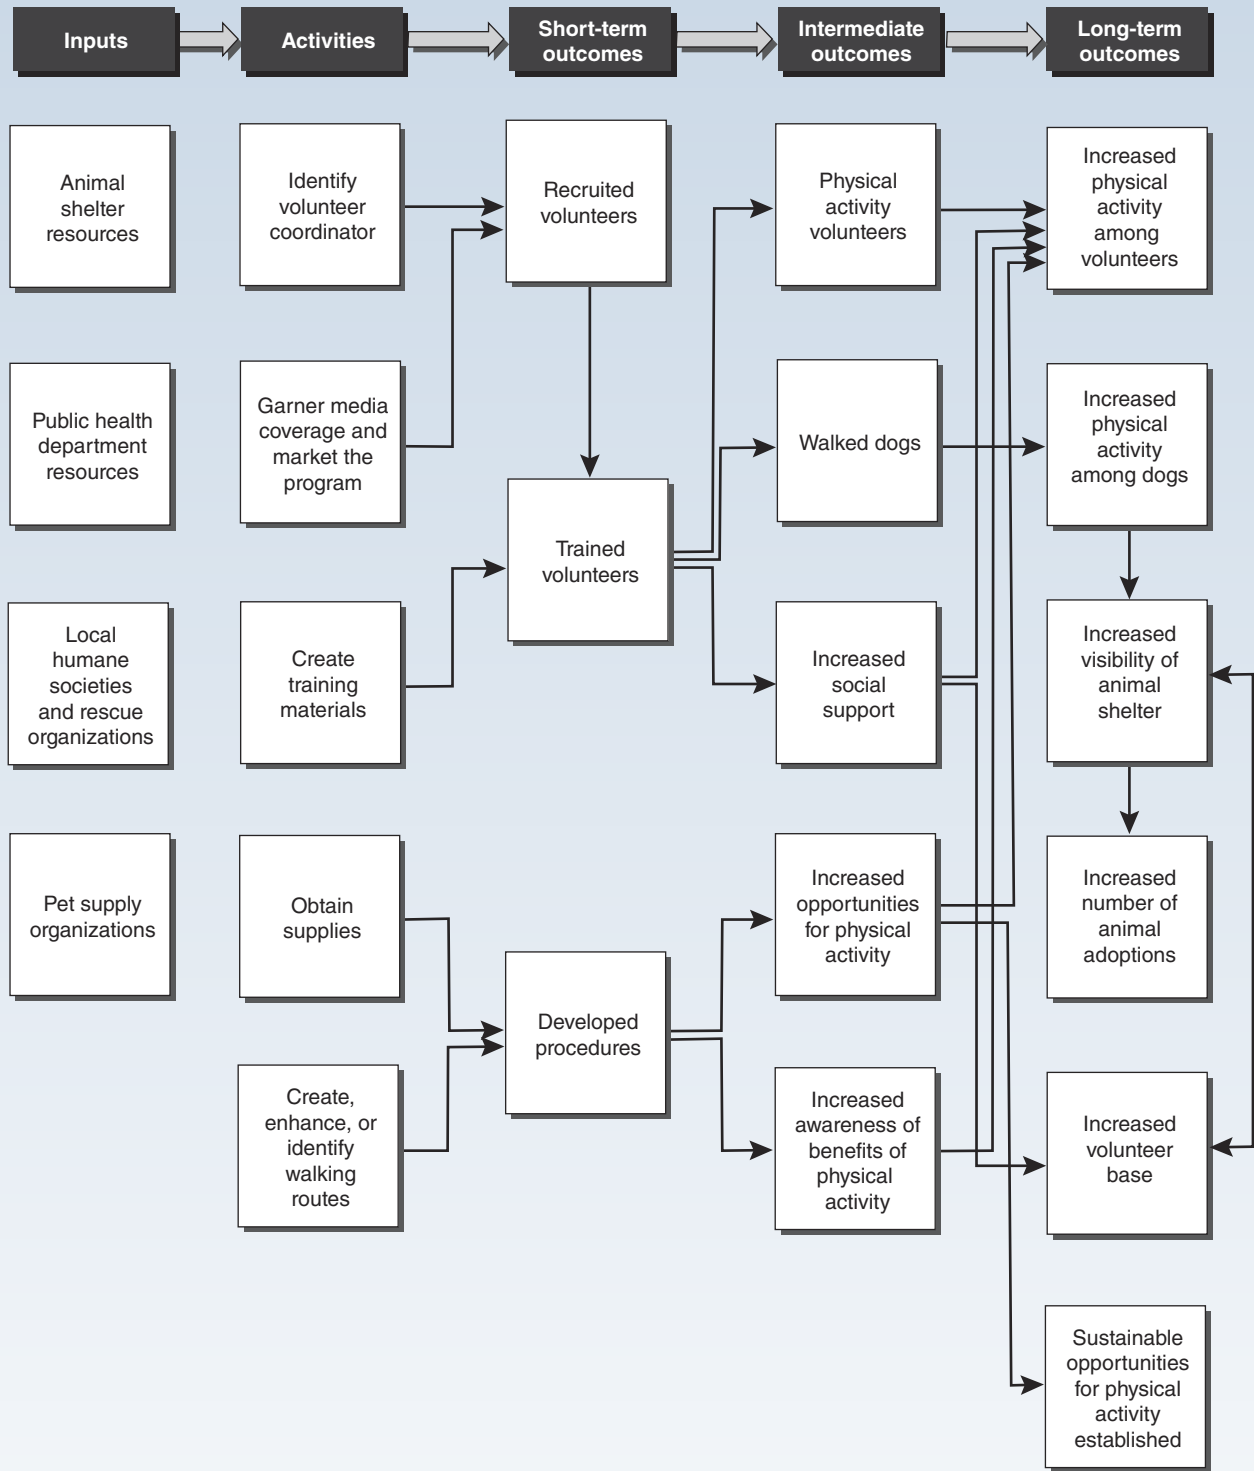 Inputs
Activities
Short-term
outcomes
Intermediate
outcomes
Long-term
outcomes
Animal
shelter
resources
Public health
department
resources
Local
humane
societies
and rescue
organizations
Pet supply
organizations
Identify
volunteer
coordinator
Garner media
coverage and
market the
program
Create
training
materials
Obtain
supplies
Create,
enhance, or
identify
walking
routes
Recruited
volunteers
Trained
volunteers
Developed
procedures
Physical
activity
volunteers
Walked dogs
Increased
social
support
Increased
opportunities
for physical
activity
Increased
awareness of
benefits of
physical
activity
Increased
physical
activity
among
volunteers
Increased
physical
activity
among dogs
Increased
visibility of
animal
shelter
Increased
number of
animal
adoptions
Increased
volunteer
base
Sustainable
opportunities
for physical
activity
established